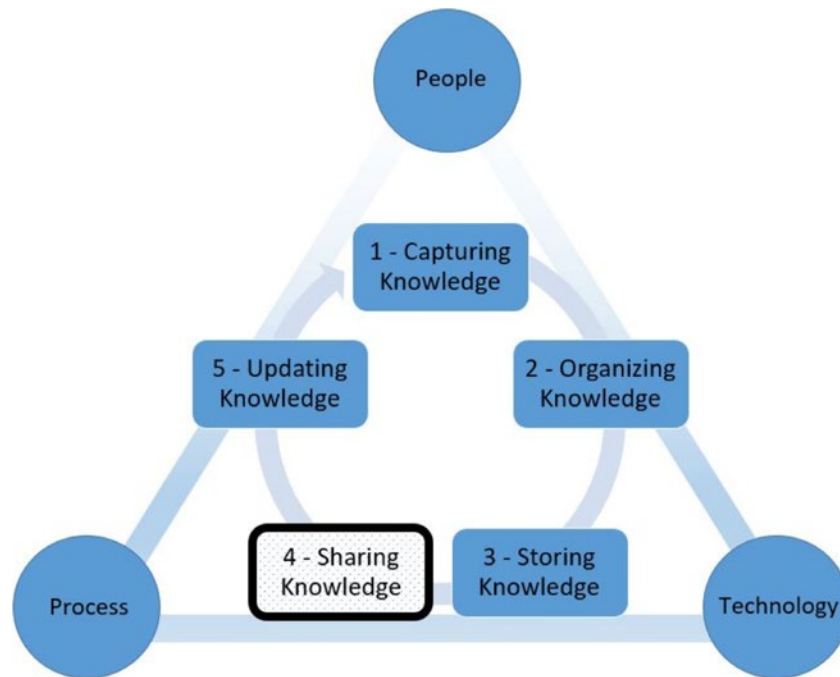 People
1 - Capturing
Knowledge
5 - Updating
Knowledge
2 - Organizing
Knowledge
4 - Sharing
Knowledge
3 - Storing
Knowledge
Process
Technology